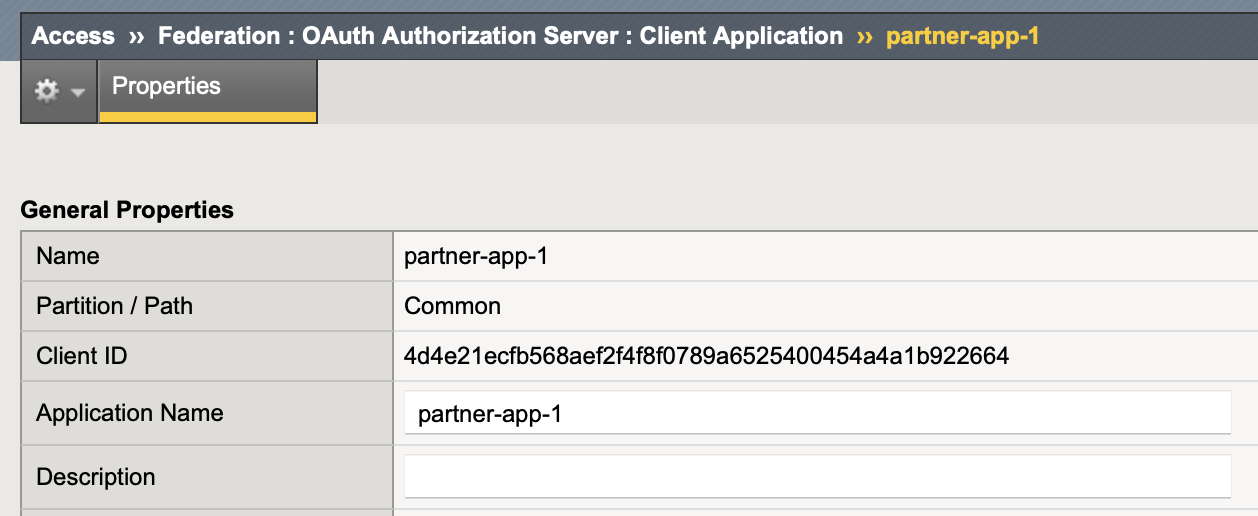 Access ›› Federation : OAuth Authorization Server : Client Application ›› partner-app-1
Properties
General Properties
Name partner-app-1
Partition / Path Common
Client ID 4d4e21ecfb568aef2f4f8f0789a6525400454a4a1b922664
Application Name partner-app-1
Description